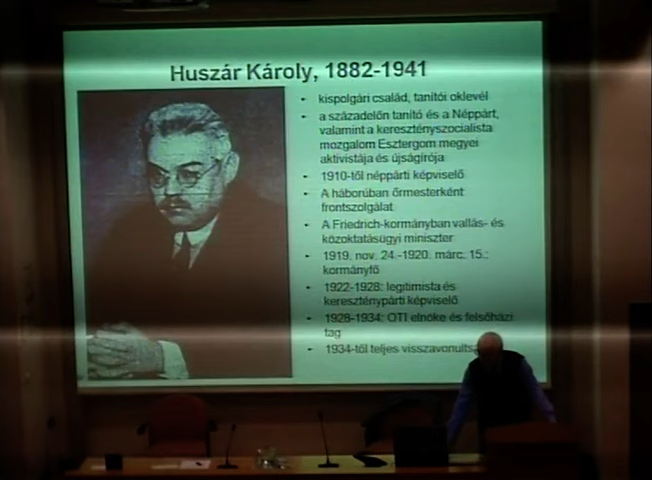 Huszár Károly, 1882-1941
- kispolgári család, tanítói oklevél
- a századelőn tanító és a Néppárt,
valamint a keresztényszocialista
mozgalom Esztergom megyei
aktivistája és újságírója
- 1910-től néppárti képviselő
- A háborúban őrmesterként
frontszolgálat
- A Friedrich-kormányban vallás- és
közoktatásügyi miniszter
- 1919. nov. 24.-1920. márc. 15.:
kormányfő
- 1922-1928: legitimista és
kereszténypárti képviselő
- 1928-1934: OTI elnöke és felsőházi
tag
- 1934-től teljes